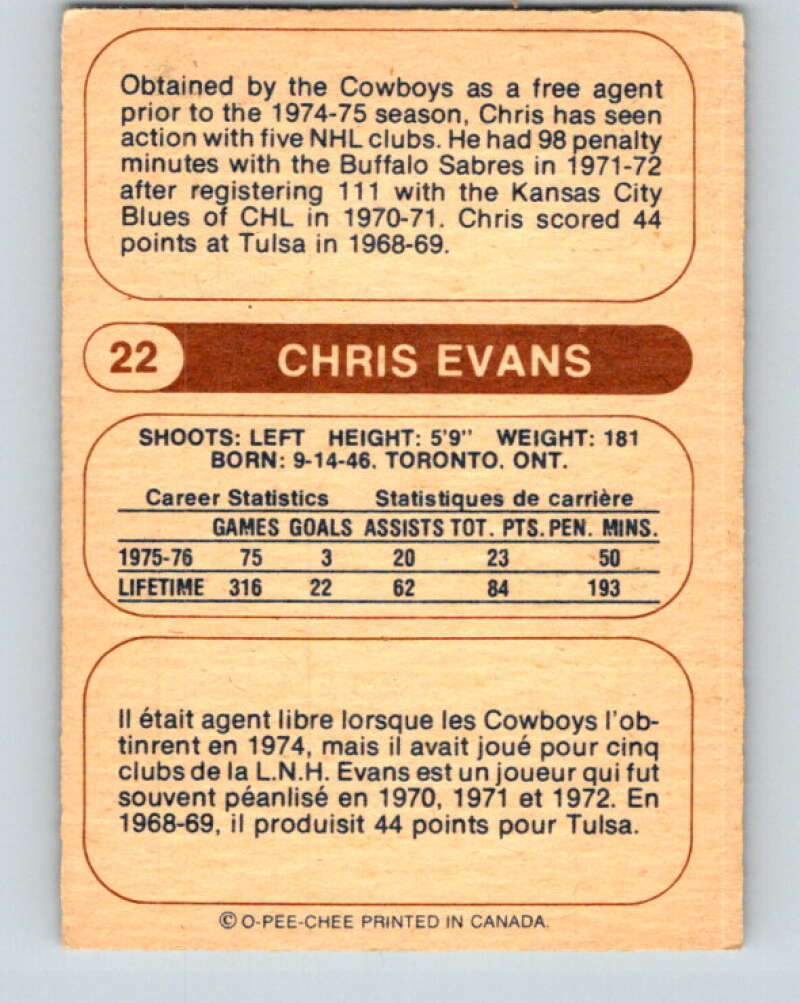 Obtained by the Cowboys as a free agent
prior to the 1974-75 season, Chris has seen
action with five NHL clubs. He had 98 penalty
minutes with the Buffalo Sabres in 1971-72
after registering 111 with the Kansas City
Blues of CHL in 1970-71. Chris scored 44
points at Tulsa in 1968-69.
22 CHRIS EVANS
SHOOTS: LEFT HEIGHT: 5'9" WEIGHT: 181
BORN: 9-14-46. TORONTO. ONT.
Career Statistics Statistiques de carrière
GAMES GOALS ASSISTS TOT. PTS. PEN. MINS.
1975-76 75 3 20 23 50
LIFETIME 316 22 62 84 193
Il était agent libre lorsque les Cowboys l'ob-
tinrent en 1974, mais il avait joué pour cinq
clubs de la L.N.H. Evans est un joueur qui fut
souvent péanlisé en 1970, 1971 et 1972. En
1968-69, il produisit 44 points pour Tulsa.
© O-PEE-CHEE PRINTED IN CANADA.